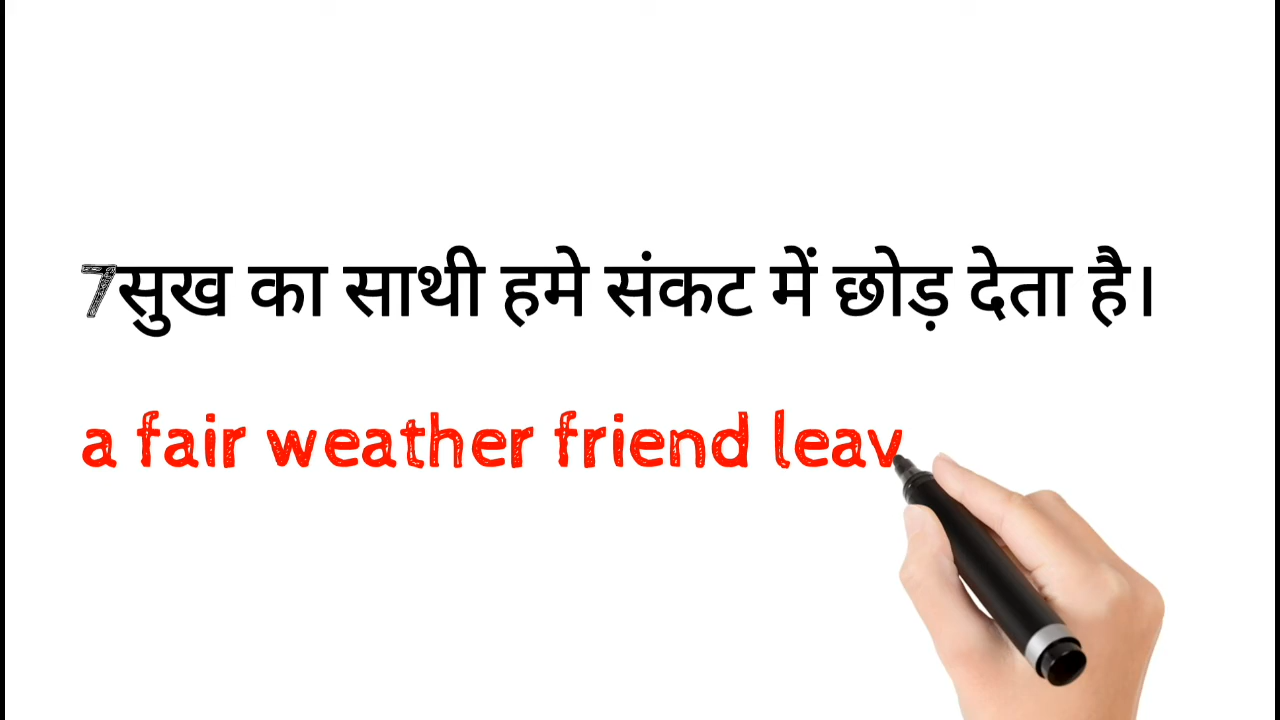 7सुख का साथी हमे संकट में छोड़ देता है।
a fair weather friend leav